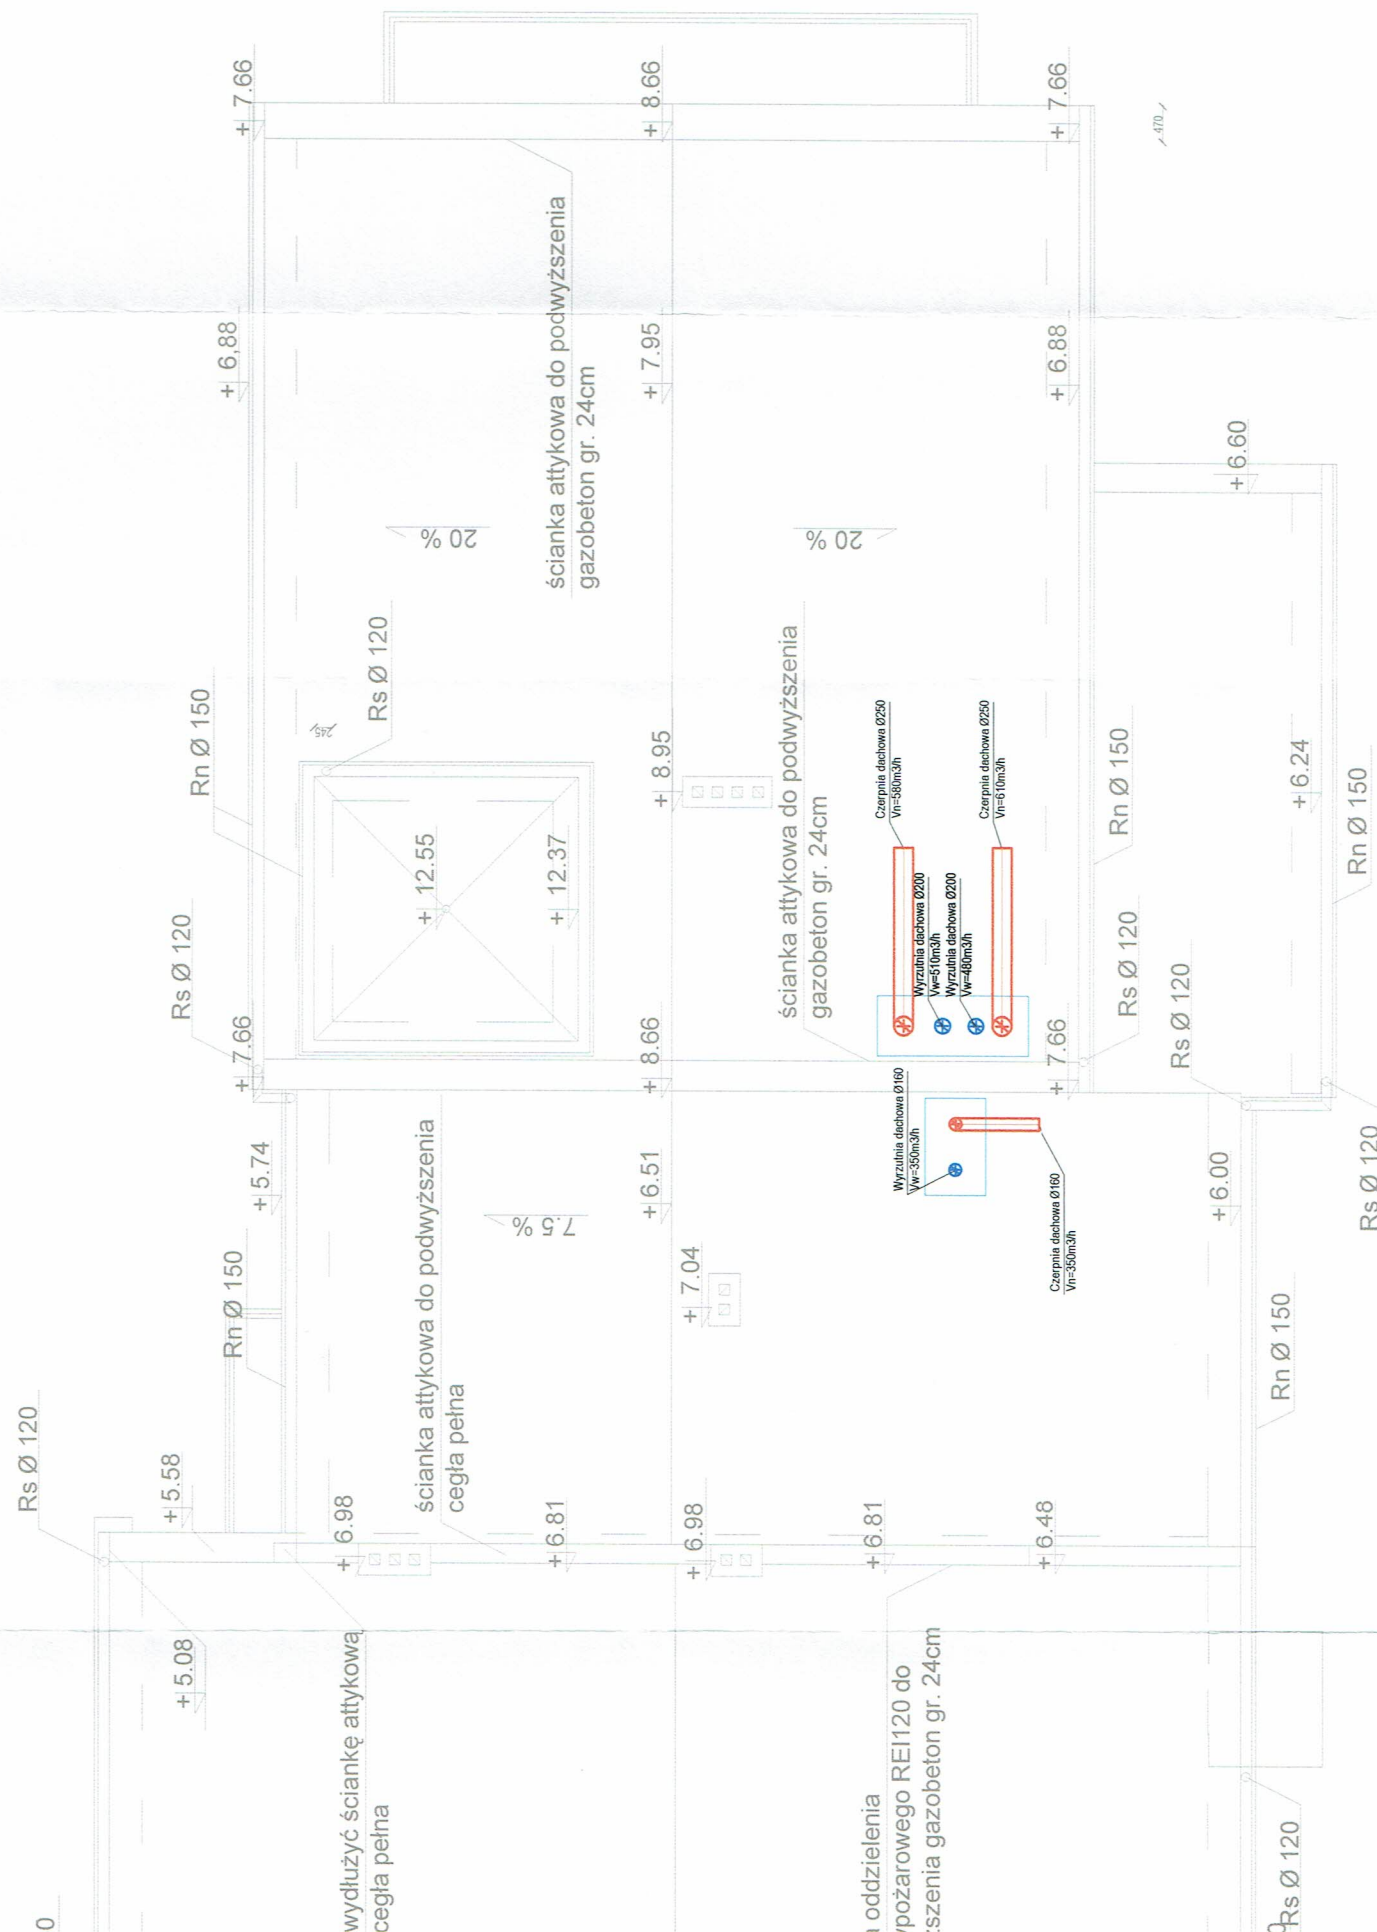 + 7.66
+ 8.66
+ 7.66
470
ścianka attykowa do podwyższenia
gazobeton gr. 24cm
+ 6,88
+ 7.95
+ 6.88
+ 6.60
20 %
20 %
Rn Ø 150
245
Rs Ø 120
+ 8.95
ścianka attykowa do podwyższenia
gazobeton gr. 24cm
Czerpnia dachowa Ø250
Vn=580m3/h
Czerpnia dachowa Ø250
Vn=610m3/h
Rn Ø 150
+ 6.24
Rn Ø 150
+ 12.55
+ 12.37
Wyrzutnia dachowa Ø200
Vw=510m3/h
Wyrzutnia dachowa Ø200
Vw=480m3/h
Rs Ø 120
Rs Ø 120
Rs Ø 120
+ 7.66
+ 8.66
+ 7.66
Wyrzutnia dachowa Ø160
Vw=350m3/h
Czerpnia dachowa Ø160
Vn=350m3/h
Rs Ø 120
+ 5.74
+ 6.51
+ 6.00
7.5 %
ścianka attykowa do podwyższenia
cegła pełna
Rn Ø 150
+ 7.04
Rn Ø 150
Rs Ø 120
+ 5.58
+ 6.98
+ 6.81
+ 6.98
+ 6.81
+ 6.48
+ 5.08
wydłużyć ściankę attykową
cegła pełna
a oddzielenia
ypożarowego REI120 do
szenia gazobeton gr. 24cm
Rs Ø 120
0